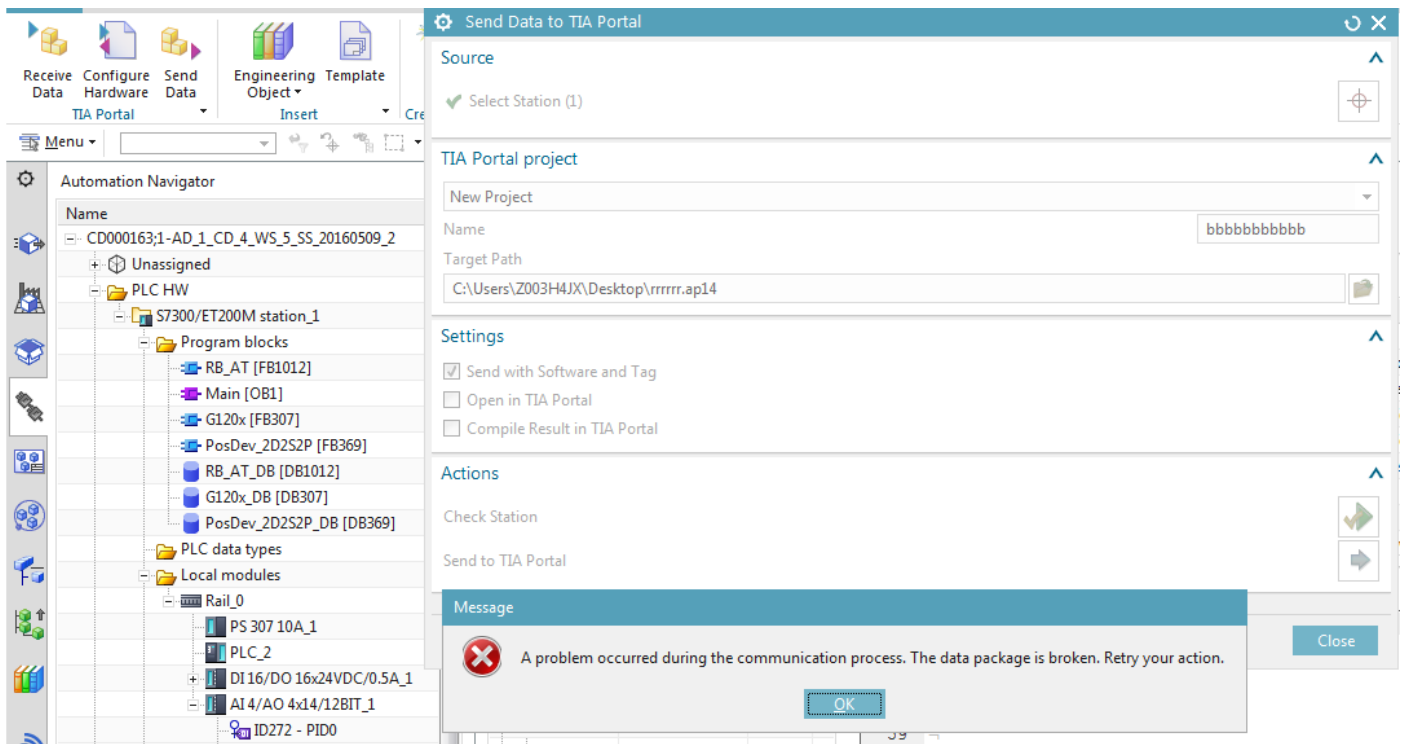 Receive Data
Configure Hardware
Send Data
Engineering Object
Template
TIA Portal
Insert
Cre
Menu
Automation Navigator
Name
CD000163;1-AD_1_CD_4_WS_5_SS_20160509_2
Unassigned
PLC HW
S7300/ET200M station_1
Program blocks
RB_AT [FB1012]
Main [OB1]
G120x [FB307]
PosDev_2D2S2P [FB369]
RB_AT_DB [DB1012]
G120x_DB [DB307]
PosDev_2D2S2P_DB [DB369]
PLC data types
Local modules
Rail_0
PS 307 10A_1
PLC_2
DI 16/DO 16x24VDC/0.5A_1
AI 4/AO 4x14/12BIT_1
ID272 - PID0
Send Data to TIA Portal
Source
Select Station (1)
TIA Portal project
New Project
Name
bbbbbbbbbbb
Target Path
C:\Users\Z003H4JX\Desktop\rrrrrr.ap14
Settings
Send with Software and Tag
Open in TIA Portal
Compile Result in TIA Portal
Actions
Check Station
Send to TIA Portal
Close
Message
A problem occurred during the communication process. The data package is broken. Retry your action.
OK